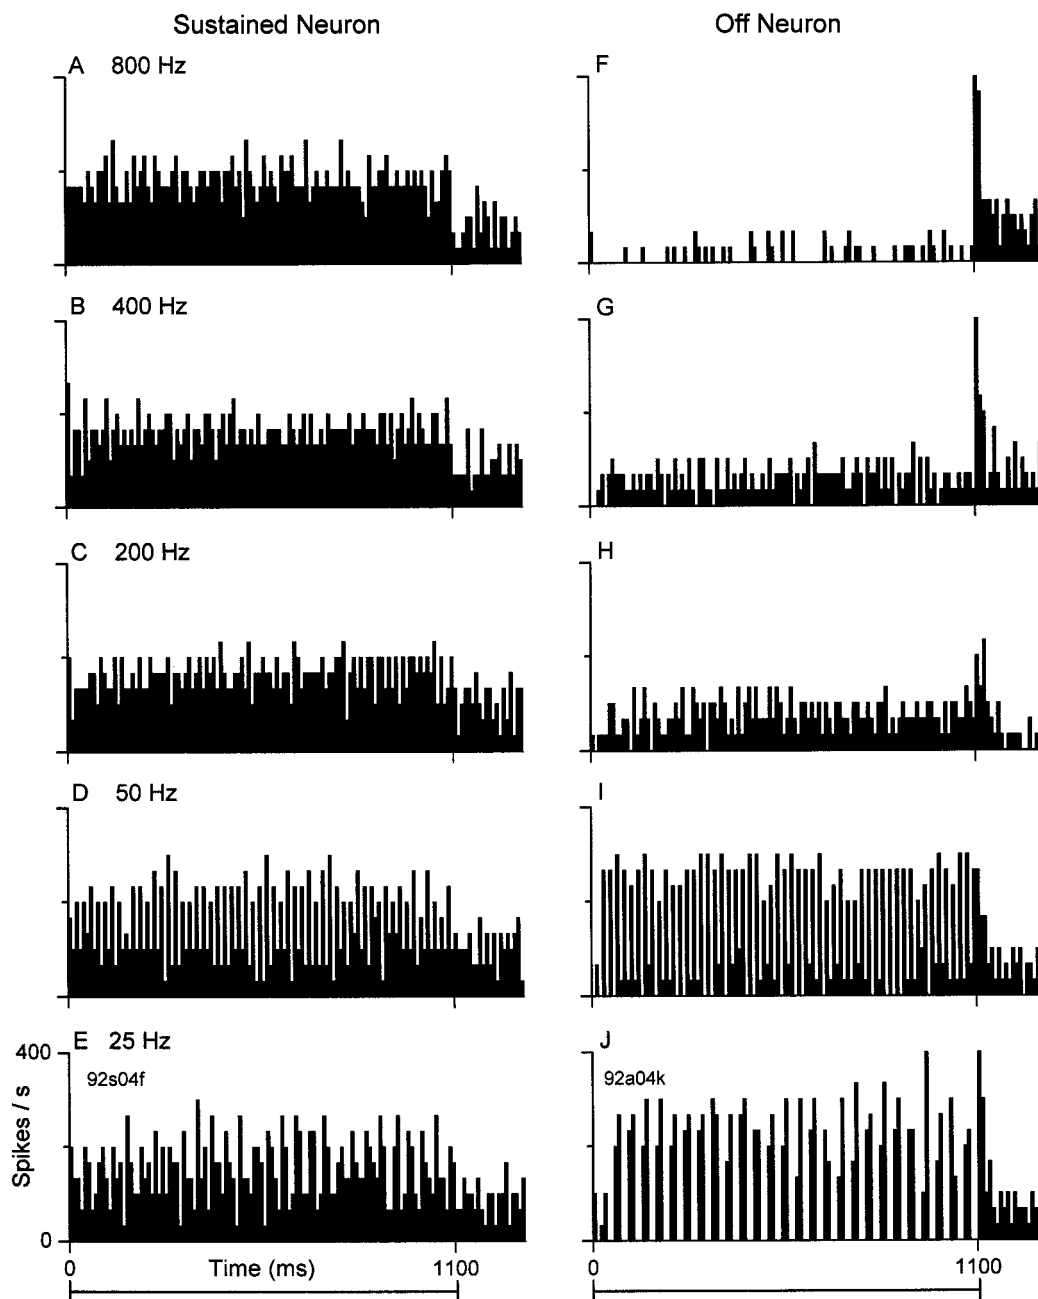 Sustained Neuron
Off Neuron
A 800 Hz
F
B 400 Hz
G
C 200 Hz
H
D 50 Hz
I
E 25 Hz
J
400
92s04f
92a04k
Spikes / s
0
0
Time (ms)
1100
0
1100